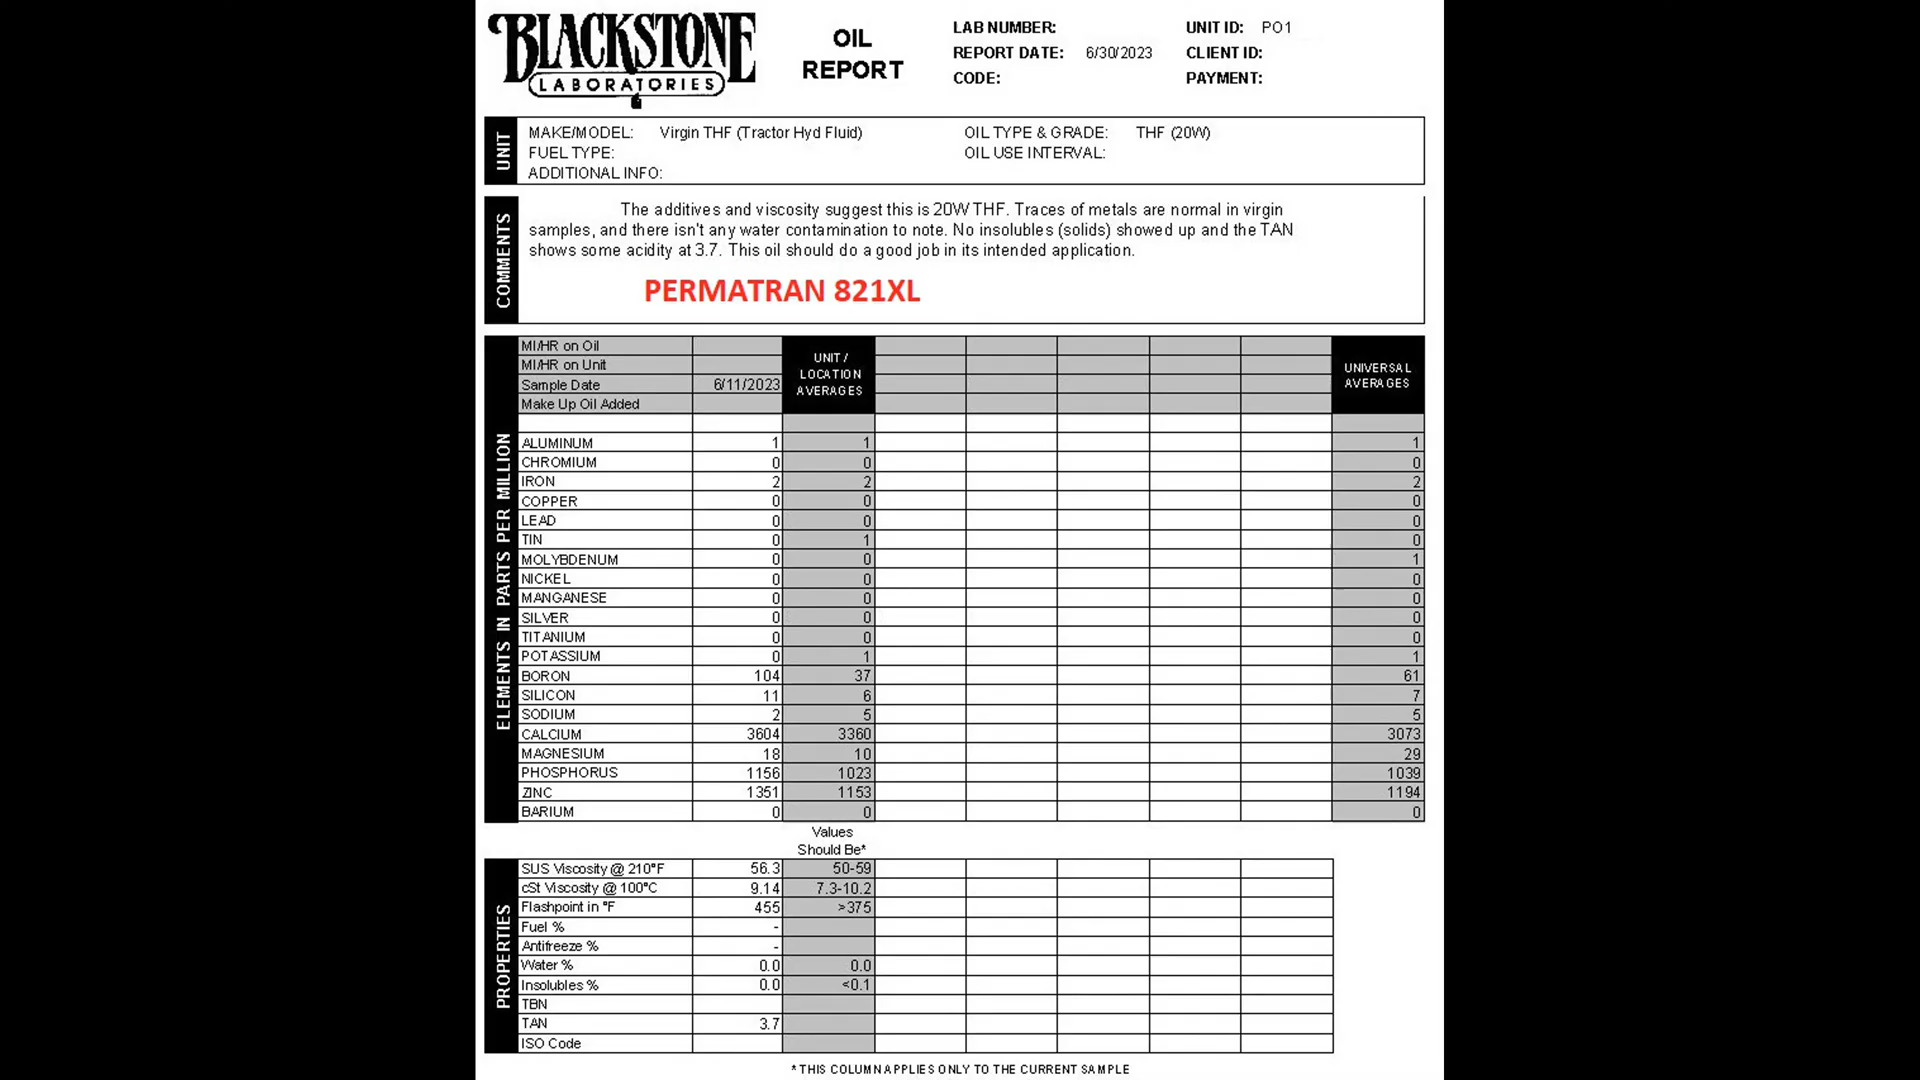 BLACKSTONE
LABORATORIES
OIL
REPORT
LAB NUMBER:
REPORT DATE: 6/30/2023
CODE:
UNIT ID: PO1
CLIENT ID:
PAYMENT:
UNIT
MAKE/MODEL: Virgin THF (Tractor Hyd Fluid)
FUEL TYPE:
ADDITIONAL INFO:
OIL TYPE & GRADE: THF (20W)
OIL USE INTERVAL:
COMMENTS
The additives and viscosity suggest this is 20W THF. Traces of metals are normal in virgin
samples, and there isn't any water contamination to note. No insolubles (solids) showed up and the TAN
shows some acidity at 3.7. This oil should do a good job in its intended application.
PERMATRAN 821XL
ELEMENTS IN PARTS PER MILLION
MI/HR on Oil
MI/HR on Unit
Sample Date 6/11/2023
Make Up Oil Added
UNIT /
LOCATION
AVERAGES
UNIVERSAL
AVERAGES
ALUMINUM 1 1 1
CHROMIUM 0 0 0
IRON 2 2 2
COPPER 0 0 0
LEAD 0 0 0
TIN 0 1 0
MOLYBDENUM 0 0 1
NICKEL 0 0 0
MANGANESE 0 0 0
SILVER 0 0 0
TITANIUM 0 0 0
POTASSIUM 0 1 1
BORON 104 37 61
SILICON 11 6 7
SODIUM 2 5 5
CALCIUM 3604 3360 3073
MAGNESIUM 18 10 29
PHOSPHORUS 1156 1023 1039
ZINC 1351 1153 1194
BARIUM 0 0 0
Values
Should Be*
PROPERTIES
SUS Viscosity @ 210°F 56.3 50-59
cSt Viscosity @ 100°C 9.14 7.3-10.2
Flashpoint in °F 455 >375
Fuel % -
Antifreeze % -
Water % 0.0 0.0
Insolubles % 0.0 <0.1
TBN
TAN 3.7
ISO Code
* THIS COLUMN APPLIES ONLY TO THE CURRENT SAMPLE